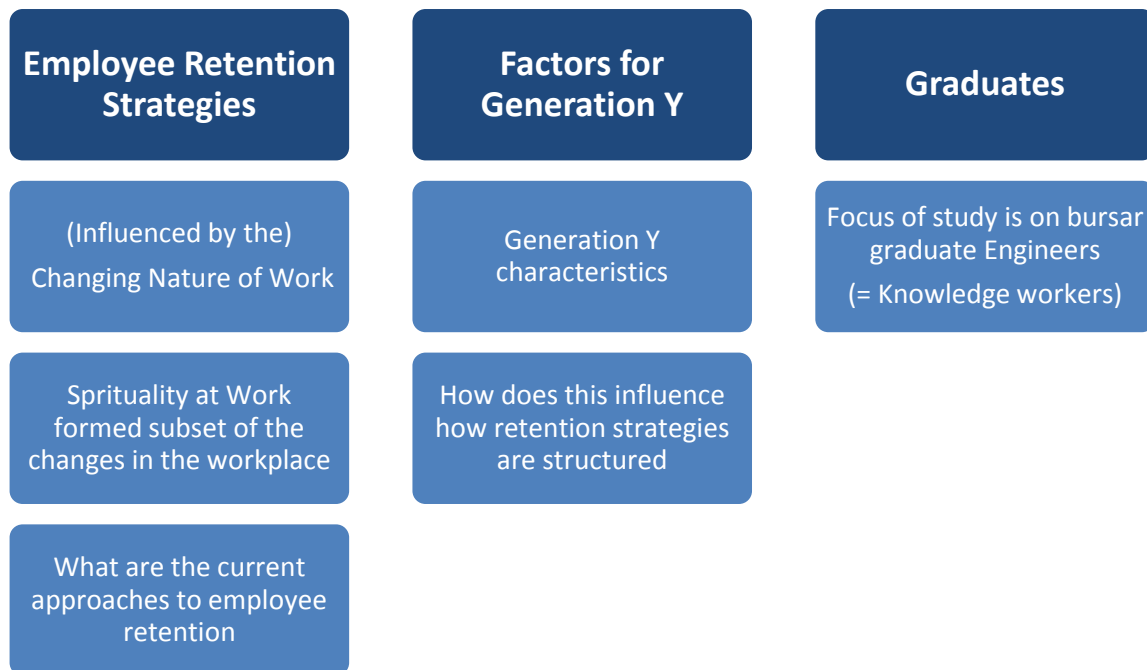 Employee Retention
Strategies
(Influenced by the)
Changing Nature of Work
Sprituality at Work
formed subset of the
changes in the workplace
What are the current
approaches to employee
retention
Factors for
Generation Y
Generation Y
characteristics
How does this influence
how retention strategies
are structured
Graduates
Focus of study is on bursar
graduate Engineers
(= Knowledge workers)